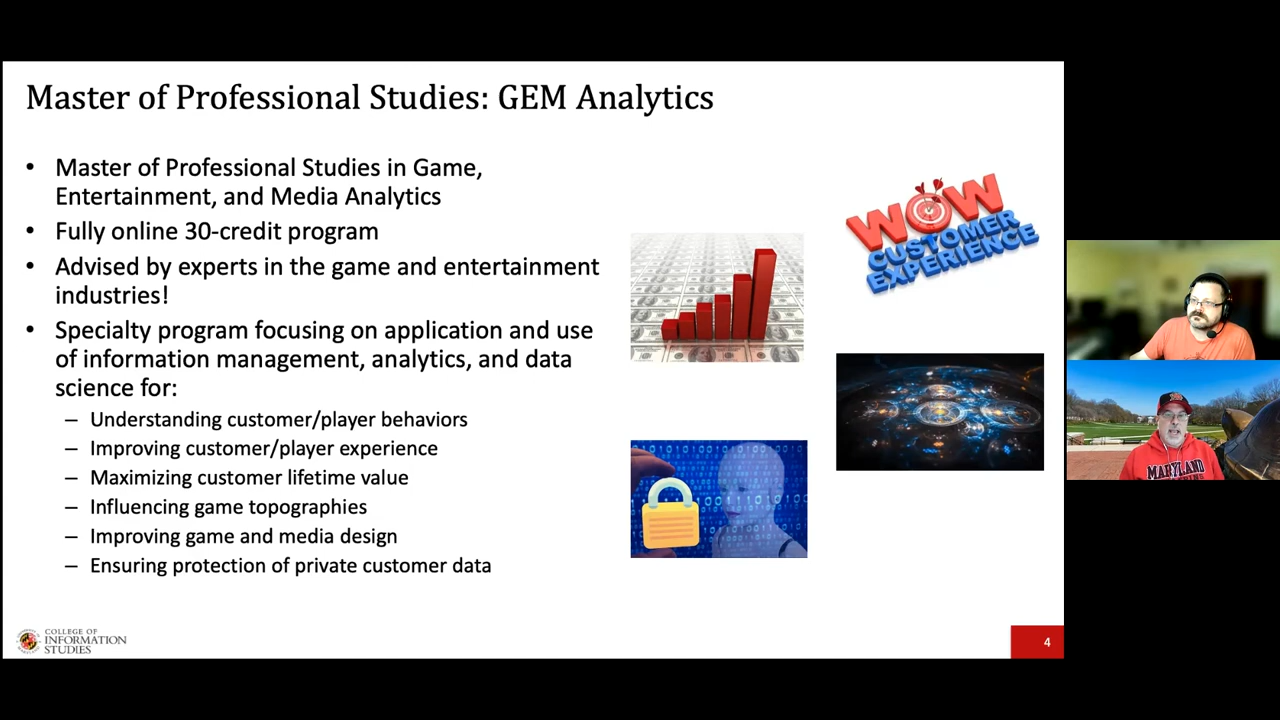 Master of Professional Studies: GEM Analytics
• Master of Professional Studies in Game,
Entertainment, and Media Analytics
• Fully online 30-credit program
• Advised by experts in the game and entertainment
industries!
• Specialty program focusing on application and use
of information management, analytics, and data
science for:
– Understanding customer/player behaviors
– Improving customer/player experience
– Maximizing customer lifetime value
– Influencing game topographies
– Improving game and media design
– Ensuring protection of private customer data
WOW
CUSTOMER
EXPERIENCE
MARYLAND
COLLEGE OF
INFORMATION
STUDIES
4